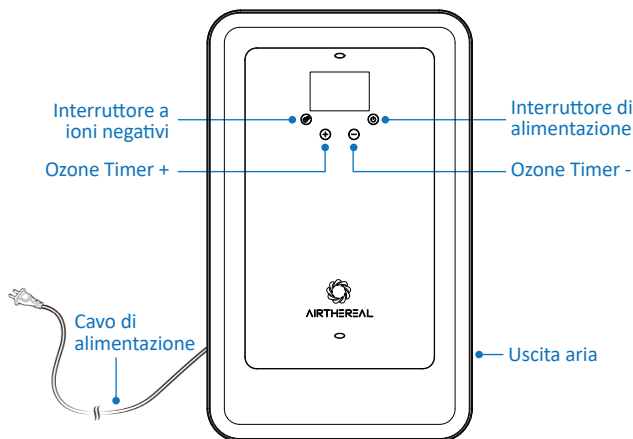 Interruttore a
ioni negativi
Ozone Timer +
Interruttore di
alimentazione
Ozone Timer -
AIRTHEREAL
Cavo di
alimentazione
Uscita aria